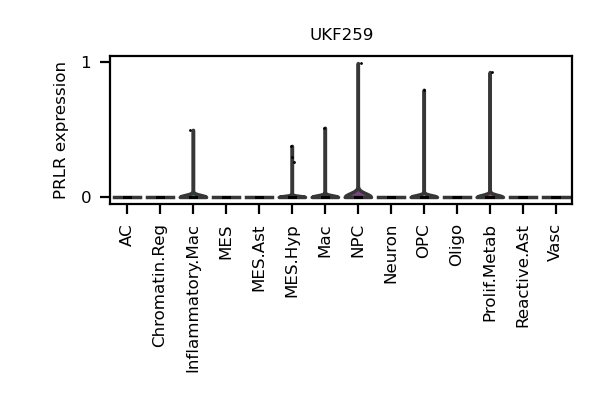 UKF259
PRLR expression
1
0
AC
Chromatin.Reg
Inflammatory.Mac
MES
MES.Ast
MES.Hyp
Mac
NPC
Neuron
OPC
Oligo
Prolif.Metab
Reactive.Ast
Vasc